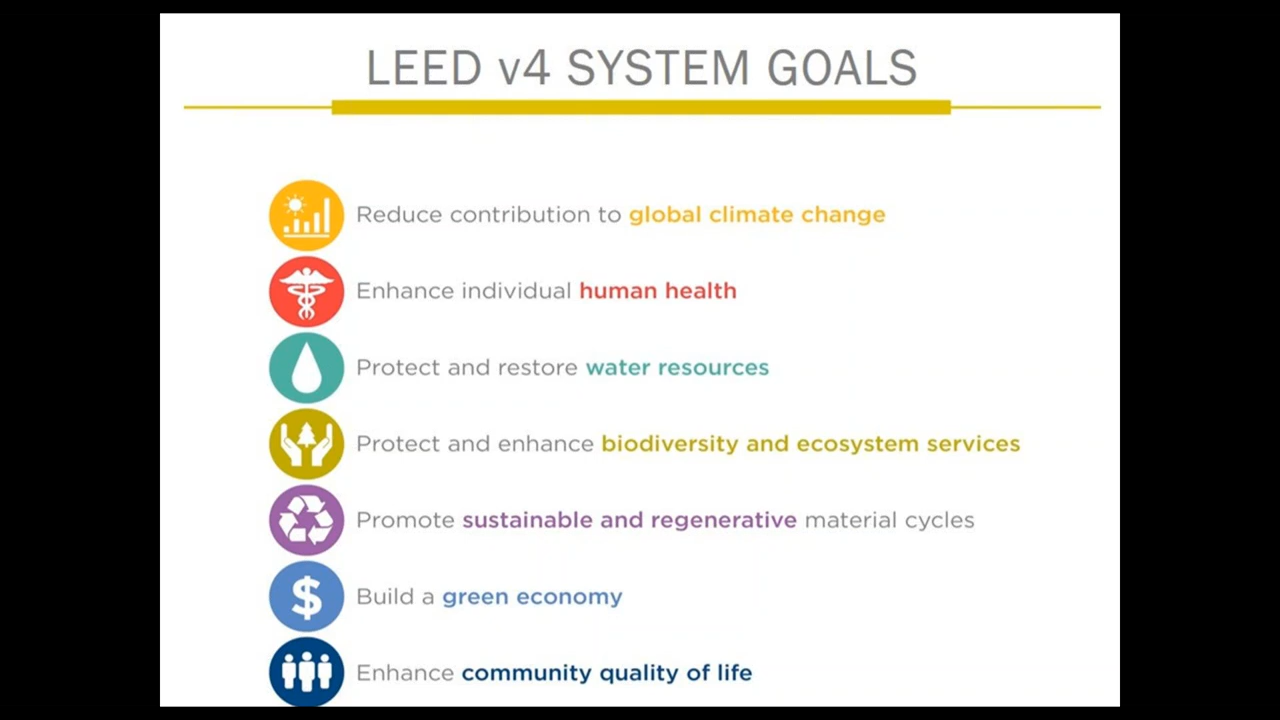 LEED v4 SYSTEM GOALS
Reduce contribution to global climate change
Enhance individual human health
Protect and restore water resources
Protect and enhance biodiversity and ecosystem services
Promote sustainable and regenerative material cycles
$
Build a green economy
Enhance community quality of life